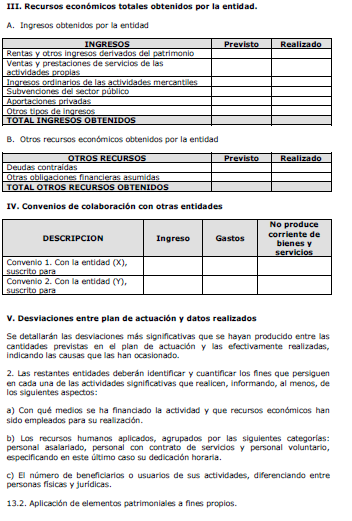 III. Recursos económicos totales obtenidos por la entidad.
A. Ingresos obtenidos por la entidad
INGRESOS Previsto Realizado
Rentas y otros ingresos derivados del patrimonio
Ventas y prestaciones de servicios de las
actividades propias
Ingresos ordinarios de las actividades mercantiles
Subvenciones del sector público
Aportaciones privadas
Otros tipos de ingresos
TOTAL INGRESOS OBTENIDOS
B. Otros recursos económicos obtenidos por la entidad
OTROS RECURSOS Previsto Realizado
Deudas contraídas
Otras obligaciones financieras asumidas
TOTAL OTROS RECURSOS OBTENIDOS
IV. Convenios de colaboración con otras entidades
DESCRIPCION Ingreso Gastos No produce
corriente de
bienes y
servicios
Convenio 1. Con la entidad (X),
suscrito para
Convenio 2. Con la entidad (Y),
suscrito para
V. Desviaciones entre plan de actuación y datos realizados
Se detallarán las desviaciones más significativas que se hayan producido entre las
cantidades previstas en el plan de actuación y las efectivamente realizadas,
indicando las causas que las han ocasionado.
2. Las restantes entidades deberán identificar y cuantificar los fines que persiguen
en cada una de las actividades significativas que realicen, informando, al menos, de
los siguientes aspectos:
a) Con qué medios se ha financiado la actividad y que recursos económicos han
sido empleados para su realización.
b) Los recursos humanos aplicados, agrupados por las siguientes categorías:
personal asalariado, personal con contrato de servicios y personal voluntario,
especificando en este último caso su dedicación horaria.
c) El número de beneficiarios o usuarios de sus actividades, diferenciando entre
personas físicas y jurídicas.
13.2. Aplicación de elementos patrimoniales a fines propios.